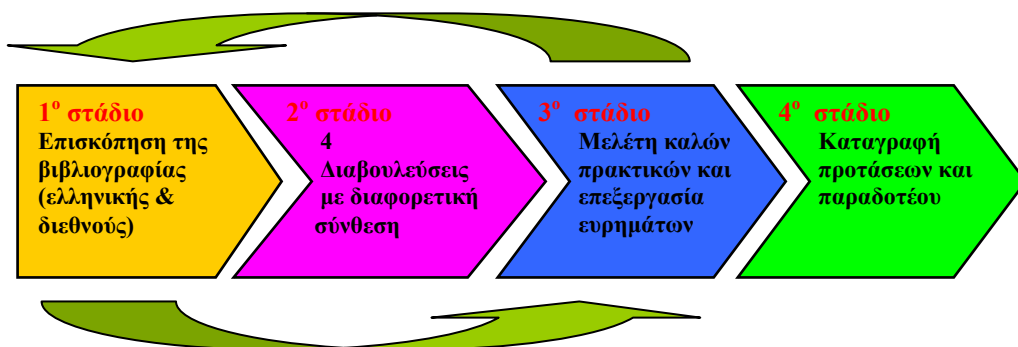 1ο στάδιο
Επισκόπηση της
βιβλιογραφίας
(ελληνικής &
διεθνούς)
2ο στάδιο
4
Διαβουλεύσεις
με διαφορετική
σύνθεση
3ο στάδιο
Μελέτη καλών
πρακτικών και
επεξεργασία
ευρημάτων
4ο στάδιο
Καταγραφή
προτάσεων και
παραδοτέου